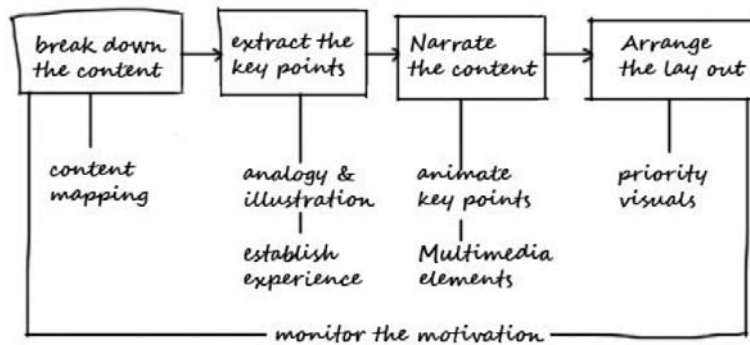 break down
the content
extract the
key points
Narrate
the content
Arrange
the lay out
content
mapping
analogy &
illustration
establish
experience
animate
key points
Multimedia
elements
priority
visuals
monitor the motivation